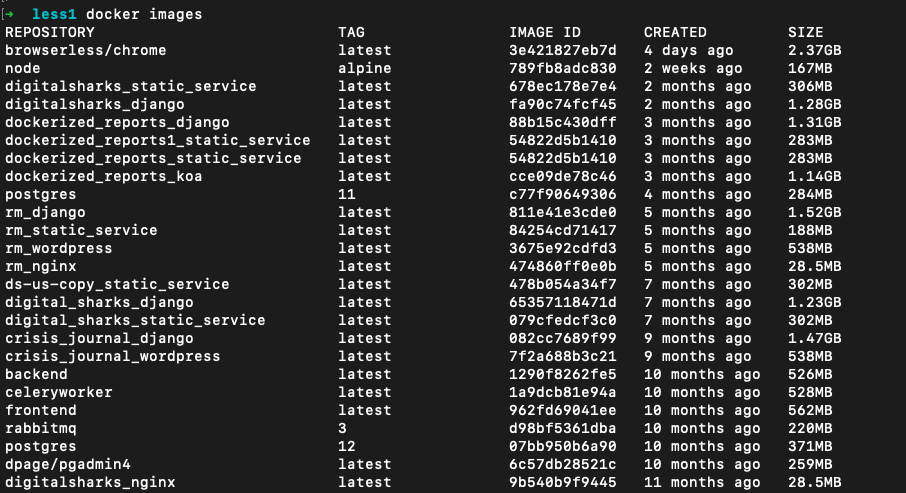 ➜ less1 docker images
REPOSITORY TAG IMAGE ID CREATED SIZE
browserless/chrome latest 3e421827eb7d 4 days ago 2.37GB
node alpine 789fb8adc830 2 weeks ago 167MB
digitalsharks_static_service latest 678ec178e7e4 2 months ago 306MB
digitalsharks_django latest fa90c74fcf45 2 months ago 1.28GB
dockerized_reports_django latest 88b15c430dff 3 months ago 1.31GB
dockerized_reports1_static_service latest 54822d5b1410 3 months ago 283MB
dockerized_reports_static_service latest 54822d5b1410 3 months ago 283MB
dockerized_reports_koa latest cce09de78c46 3 months ago 1.14GB
postgres 11 c77f90649306 4 months ago 284MB
rm_django latest 811e41e3cde0 5 months ago 1.52GB
rm_static_service latest 84254cd71417 5 months ago 188MB
rm_wordpress latest 3675e92cdfd3 5 months ago 538MB
rm_nginx latest 474860ff0e0b 5 months ago 28.5MB
ds-us-copy_static_service latest 478b054a34f7 7 months ago 302MB
digital_sharks_django latest 65357118471d 7 months ago 1.23GB
digital_sharks_static_service latest 079cfedcf3c0 7 months ago 302MB
crisis_journal_django latest 082cc7689f99 9 months ago 1.47GB
crisis_journal_wordpress latest 7f2a688b3c21 9 months ago 538MB
backend latest 1290f8262fe5 10 months ago 526MB
celeryworker latest 1a9dcb81e94a 10 months ago 528MB
frontend latest 962fd69041ee 10 months ago 562MB
rabbitmq 3 d98bf5361dba 10 months ago 220MB
postgres 12 07bb950b6a90 10 months ago 371MB
dpage/pgadmin4 latest 6c57db28521c 10 months ago 259MB
digitalsharks_nginx latest 9b540b9f9445 11 months ago 28.5MB